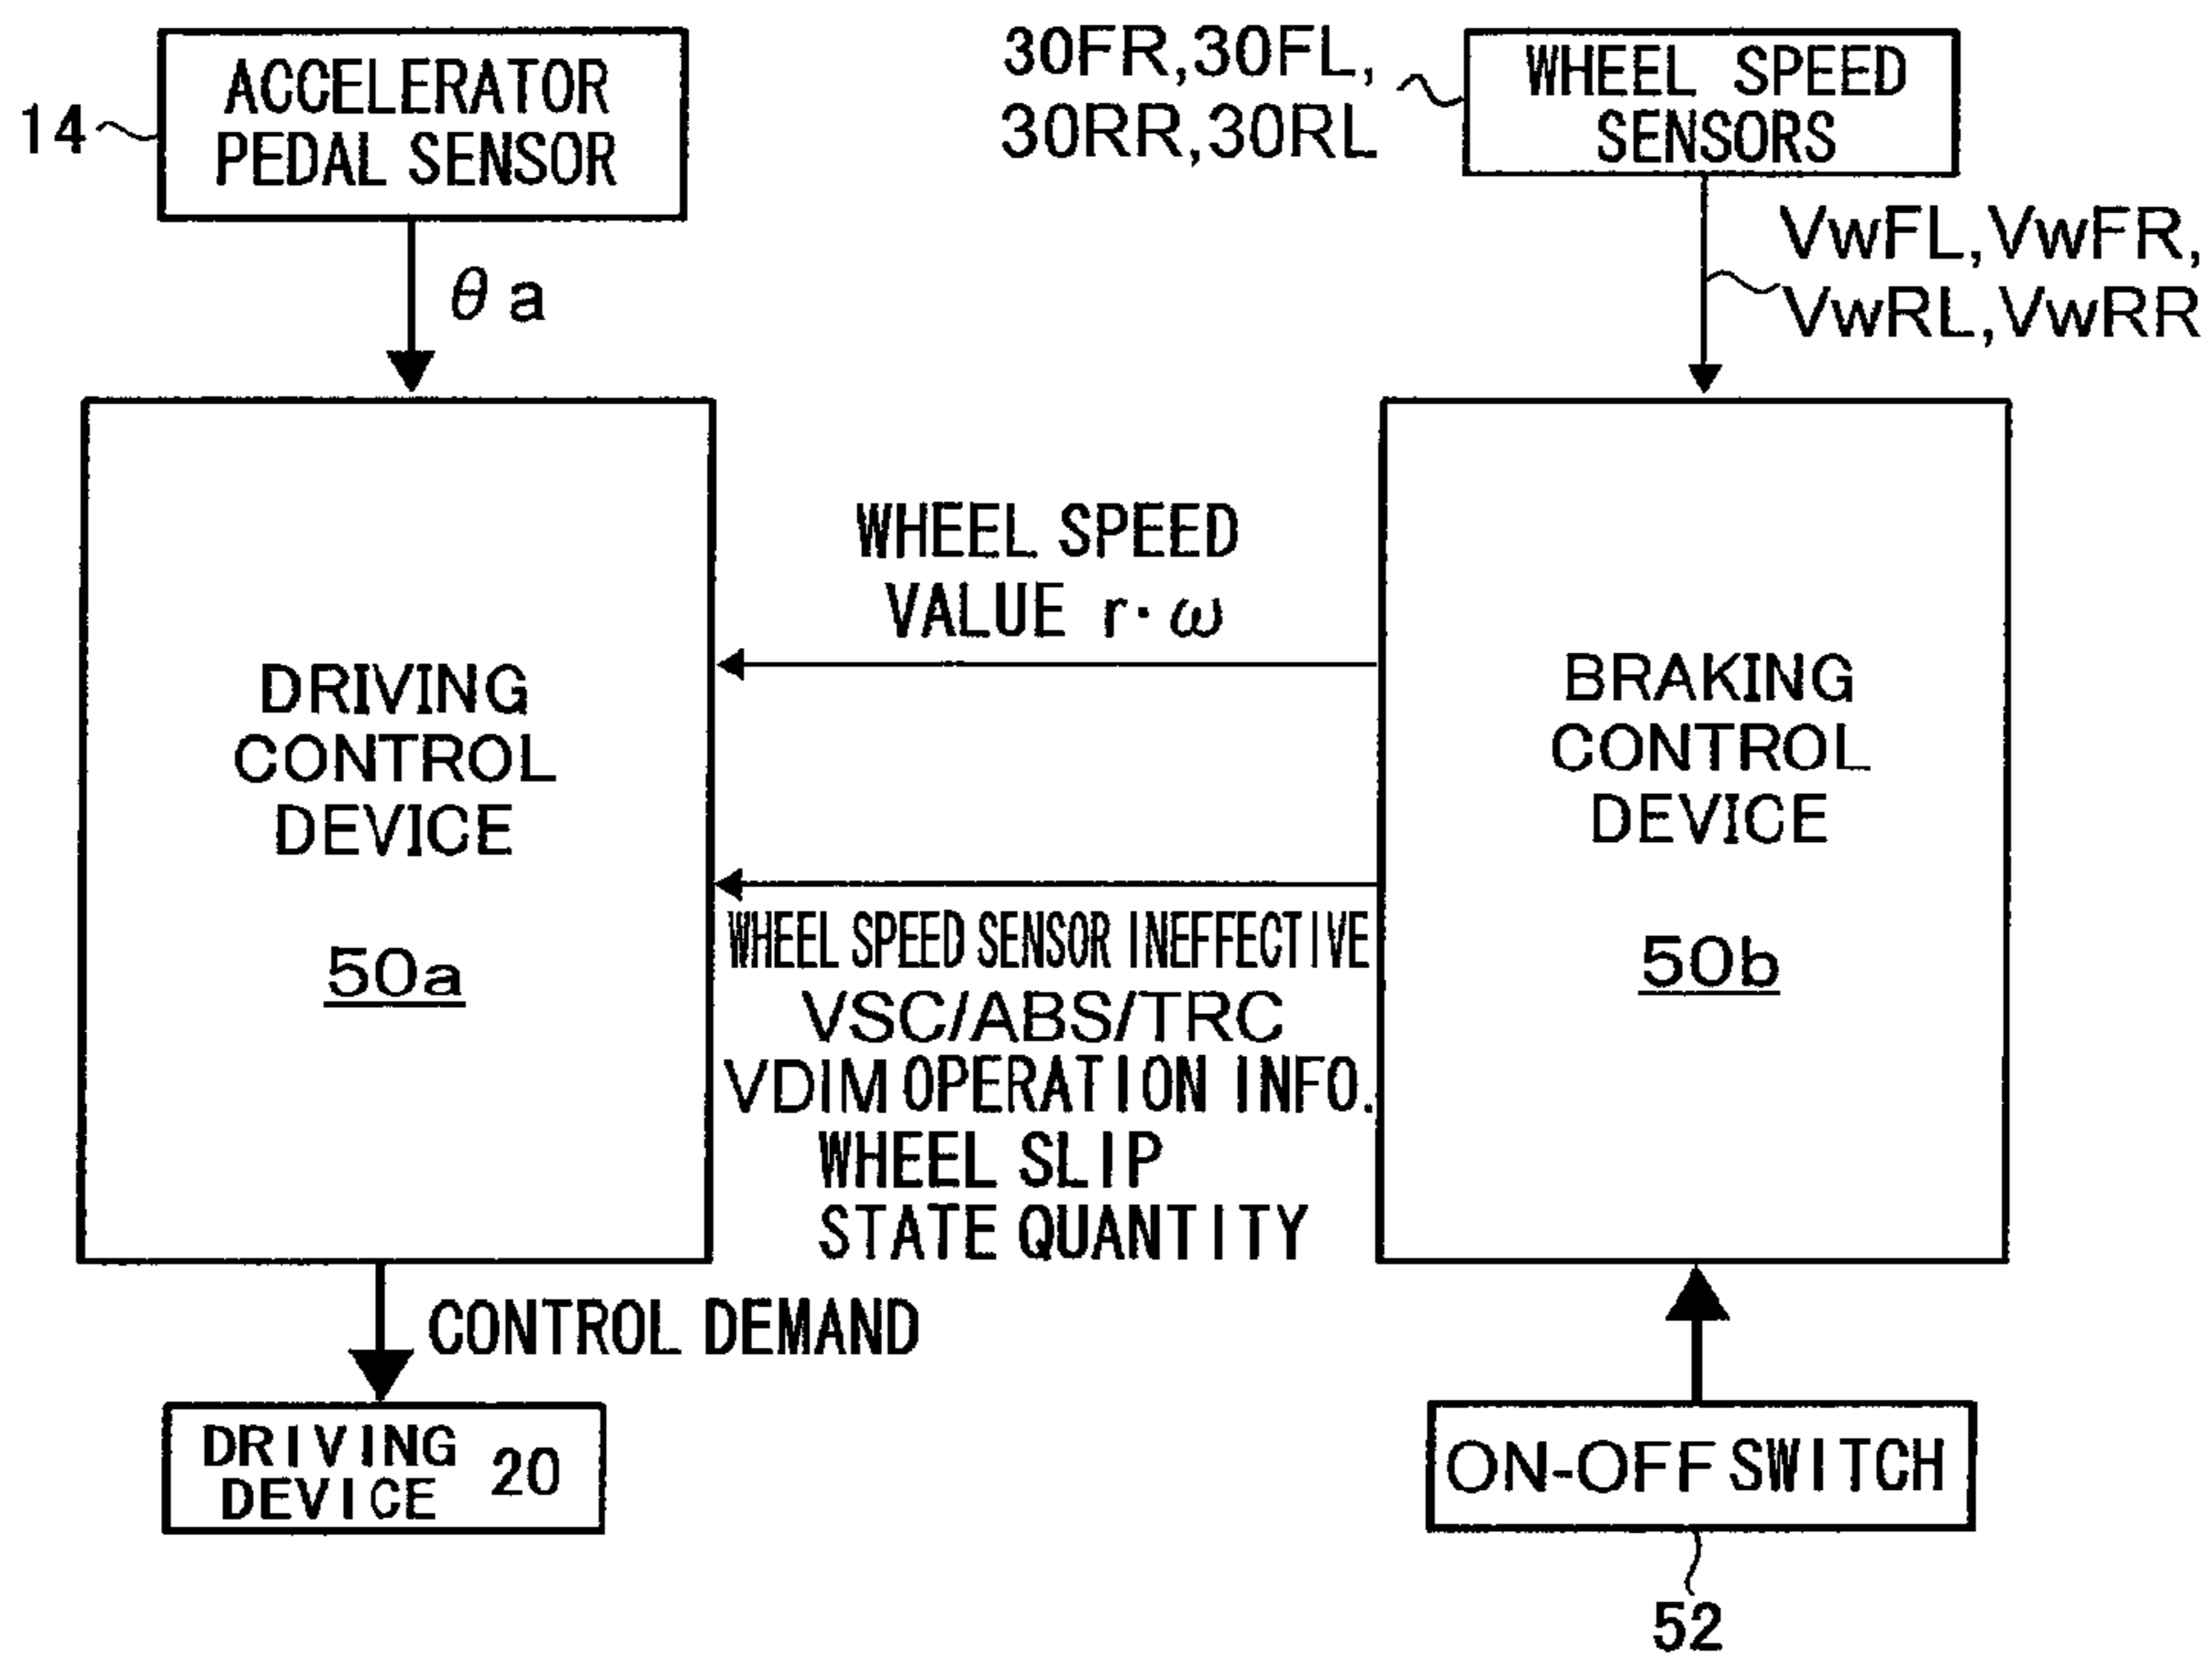 ACCELERATOR
PEDAL SENSOR
14
30FR,30FL,
30RR,30RL
WHEEL SPEED
SENSORS
θa
VwFL,VwFR,
VwRL,VwRR
WHEEL SPEED
VALUE r·ω
DRIVING
CONTROL
DEVICE
50a
BRAKING
CONTROL
DEVICE
50b
WHEEL SPEED SENSOR INEFFECTIVE
VSC/ABS/TRC
VDIM OPERATION INFO.
WHEEL SLIP
STATE QUANTITY
CONTROL DEMAND
DRIVING
DEVICE
20
ON-OFF SWITCH
52